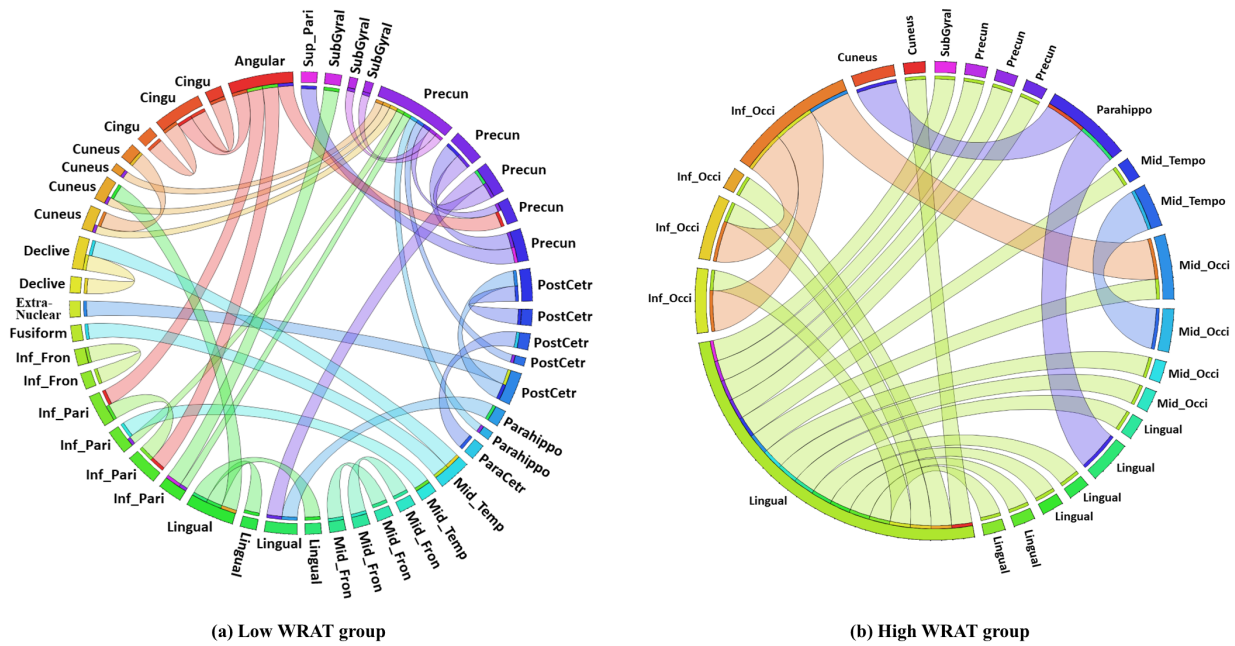 Angular
Sup_Pari
SubGyral
SubGyral
SubGyral
Precun
Precun
Precun
Precun
Precun
PostCetr
PostCetr
PostCetr
PostCetr
PostCetr
Parahippo
Parahippo
ParaCetr
Mid_Temp
Mid_Temp
Mid_Fron
Mid_Fron
Mid_Fron
Mid_Fron
Lingual
Lingual
Lingual
Lingual
Inf_Pari
Inf_Pari
Inf_Pari
Inf_Pari
Inf_Fron
Inf_Fron
Fusiform
Extra-
Nuclear
Declive
Declive
Cuneus
Cuneus
Cuneus
Cuneus
Cingu
Cingu
Cingu
(a) Low WRAT group
Cuneus
Cuneus
SubGyral
Precun
Precun
Precun
Parahippo
Mid_Tempo
Mid_Tempo
Mid_Occi
Mid_Occi
Mid_Occi
Mid_Occi
Lingual
Lingual
Lingual
Lingual
Lingual
Lingual
Lingual
Inf_Occi
Inf_Occi
Inf_Occi
Inf_Occi
(b) High WRAT group